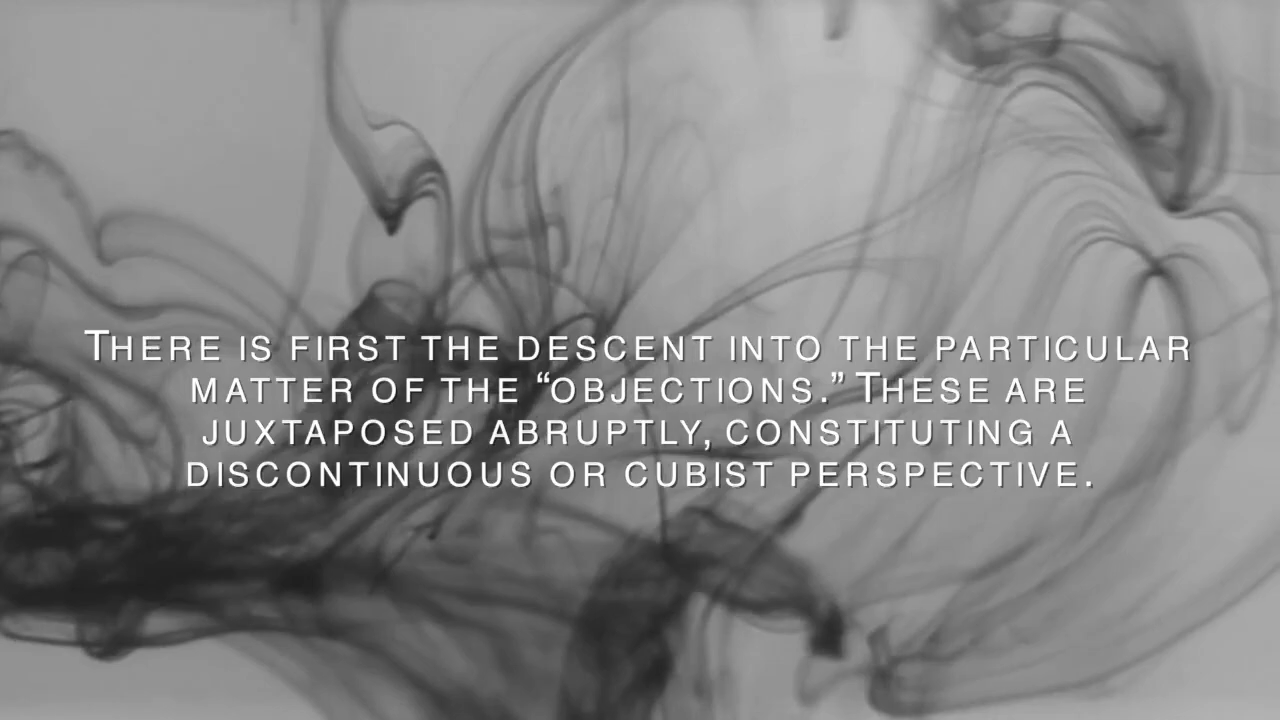 There is first the descent into the particular
matter of the “objections.” These are
juxtaposed abruptly, constituting a
discontinuous or cubist perspective.